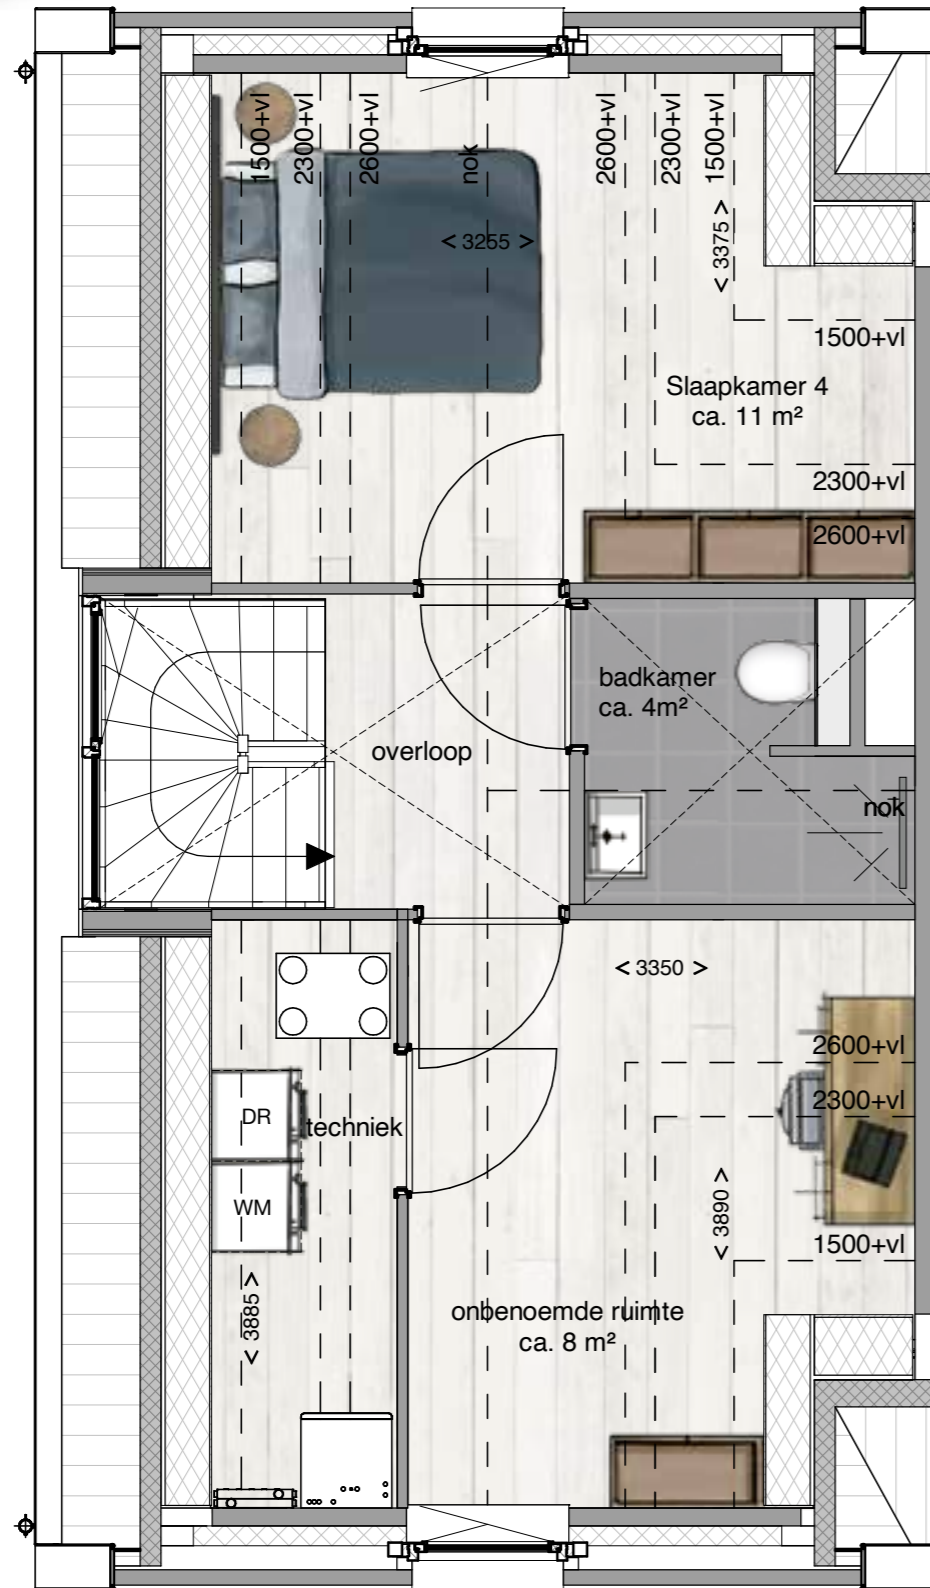 1500+vl
2300+vl
2600+vl
nok
2600+vl
2300+vl
1500+vl
< 3255 >
< 3375 >
1500+vl
Slaapkamer 4
ca. 11 m²
2300+vl
2600+vl
badkamer
ca. 4m²
overloop
nok
< 3350 >
2600+vl
2300+vl
DR
techniek
WM
< 3890 >
1500+vl
< 3885 >
onbenoemde ruimte
ca. 8 m²